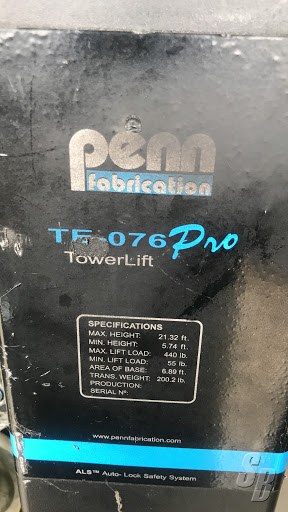 penn
fabrication
TE-076 Pro
TowerLift
SPECIFICATIONS
MAX. HEIGHT: 21.32 ft.
MIN. HEIGHT: 5.74 ft.
MAX. LIFT LOAD: 440 lb.
MIN. LIFT LOAD: 55 lb.
AREA OF BASE: 6.89 ft.
TRANS. WEIGHT: 200.2 lb.
PRODUCTION:
SERIAL Nº:
www.pennfabrication.com
ALS™ Auto- Lock Safety System